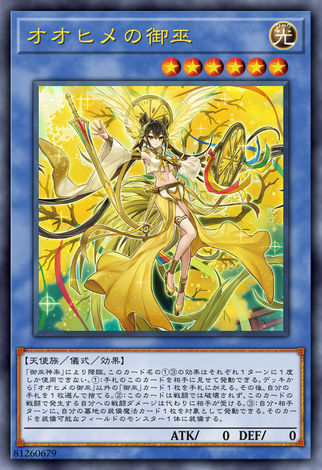 オオヒメの御巫
光
【天使族／儀式／効果】
「御巫神楽」により降臨。このカード名の①③の効果はそれぞれ１ターンに１度
しか使用できない。①：手札のこのカードを相手に見せて発動できる。デッキか
ら「オオヒメの御巫」以外の「御巫」カード１枚を手札に加える。その後、自分の
手札を１枚選んで捨てる。②：このカードは戦闘では破壊されず、このカードの
戦闘で発生する自分への戦闘ダメージは代わりに相手が受ける。③：自分・相手
ターンに、自分の墓地の装備魔法カード１枚を対象として発動できる。そのカー
ドを装備可能なフィールドのモンスター１体に装備する。
ATK/ 0 DEF/ 0
81260679